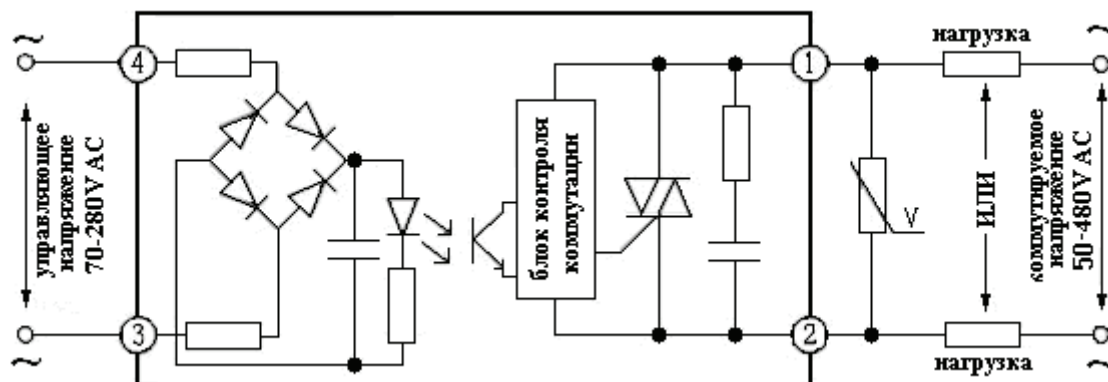 ~
4
управляющее
напряжение
70-280V AC
3
~
блок контроля
коммутации
1
2
V
нагрузка
ИЛИ
нагрузка
~
коммутируемое
напряжение
50-480V AC
~